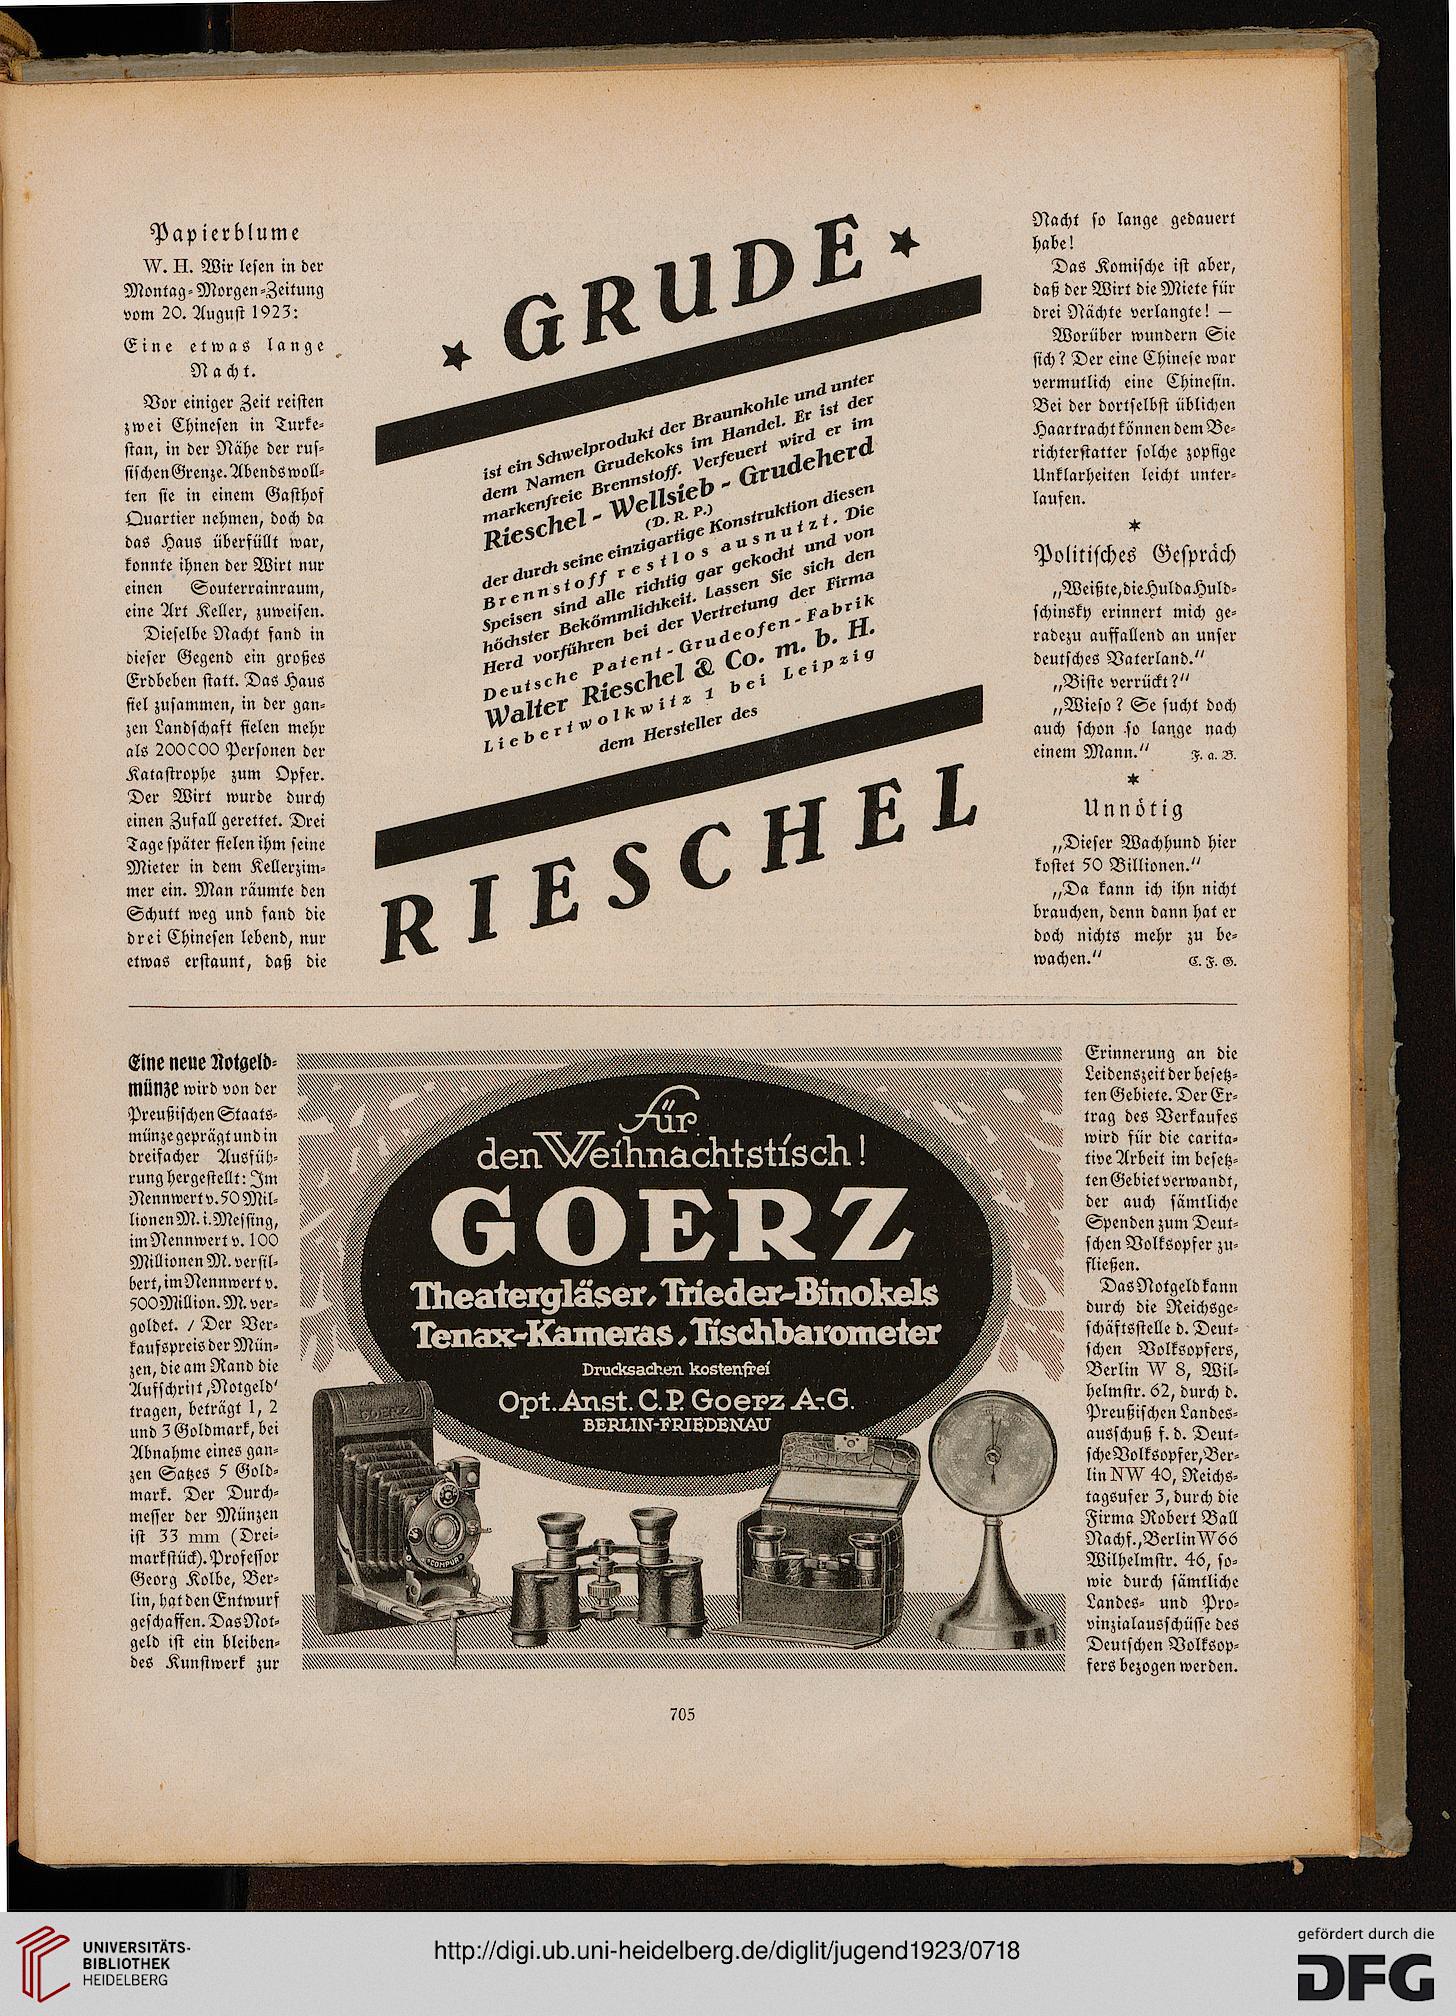 Papierblume
W. H. Wir lesen in der
Montag-Morgen-Zeitung
vom 20. August 1923:
Eine etwas lange
Nacht.
Vor einiger Zeit reisten
zwei Chinesen in Turke-
stan, in der Nähe der rus-
sischen Grenze. Abends woll-
ten sie in einem Gasthof
Quartier nehmen, doch da
das Haus überfüllt war,
konnte ihnen der Wirt nur
einen Souterrainraum,
eine Art Keller, zuweisen.
Dieselbe Nacht fand in
dieser Gegend ein großes
Erdbeben statt. Das Haus
fiel zusammen, in der gan-
zen Landschaft fielen mehr
als 200000 Personen der
Katastrophe zum Opfer.
Der Wirt wurde durch
einen Zufall gerettet. Drei
Tage später fielen ihm seine
Mieter in dem Kellerzim-
mer ein. Man räumte den
Schutt weg und fand die
drei Chinesen lebend, nur
etwas erstaunt, daß die
★ GRUDE ★
ist ein Schwelprodukt der Braunkohle und unter
dem Namen Grudekoks im Handel. Er ist der
markenfreie Brennstoff. Verfeuert wird er im
Rieschel - Wellsieb - Grudeherd
(D. R. P.)
der durch seine einzigartige Konstruktion diesen
Brennstoff restlos ausnutzt. Die
Speisen sind alle richtig gar gekocht und von
höchster Bekömmlichkeit. Lassen Sie sich den
Herd vorführen bei der Vertretung der Firma
Deutsche Patent-Grudeofen-Fabrik
Walter Rieschel & Co. m. b. H.
Liebertwolkwitz 1 bei Leipzig
dem Hersteller des
RIESCHEL
Nacht so lange gedauert
habe!
Das Komische ist aber,
daß der Wirt die Miete für
drei Nächte verlangte! —
Worüber wundern Sie
sich? Der eine Chinese war
vermutlich eine Chinesin.
Bei der dortselbst üblichen
Haartracht können dem Be-
richterstatter solche zopfige
Unklarheiten leicht unter-
laufen.
*
Politisches Gespräch
„Weißte, die Hulda Huld-
schinsky erinnert mich ge-
radezu auffallend an unser
deutsches Vaterland."
„Biste verrückt?"
„Wieso? Se sucht doch
auch schon so lange nach
einem Mann." F. a. B.
*
Unnötig
„Dieser Wachhund hier
kostet 50 Billionen."
„Da kann ich ihn nicht
brauchen, denn dann hat er
doch nichts mehr zu be-
wachen." C. F. G.
Eine neue Notgeld-
münze wird von der
Preußischen Staats-
münze geprägt und in
dreifacher Ausfüh-
rung hergestellt: Im
Nennwert v. 50 Mil-
lionen M. i. Messing,
im Nennwert v. 100
Millionen M. versil-
bert, im Nennwert v.
500 Million. M. ver-
goldet. / Der Ver-
kaufspreis der Mün-
zen, die am Rand die
Aufschrift ‚Notgeld'
tragen, beträgt 1, 2
und 3 Goldmark, bei
Abnahme eines gan-
zen Satzes 5 Gold-
mark. Der Durch-
messer der Münzen
ist 33 mm (Drei-
markstück). Professor
Georg Kolbe, Ber-
lin, hat den Entwurf
geschaffen. Das Not-
geld ist ein bleiben-
des Kunstwerk zur
für
den Weihnachtstisch!
GOERZ
Theatergläser, Trieder-Binokels
Tenax-Kameras, Tischbarometer
Drucksachen kostenfrei
Opt. Anst. C. P. Goerz A-G.
BERLIN-FRIEDENAU
GOERZ
COMPUR
Erinnerung an die
Leidenszeit der besetz-
ten Gebiete. Der Er-
trag des Verkaufes
wird für die carita-
tive Arbeit im besetz-
ten Gebiet verwandt,
der auch sämtliche
Spenden zum Deut-
schen Volksopfer zu-
fließen.
Das Notgeld kann
durch die Reichsge-
schäftsstelle d. Deut-
schen Volksopfers,
Berlin W 8, Wil-
helmstr. 62, durch d.
Preußischen Landes-
ausschuß f. d. Deut-
sche Volksopfer, Ber-
lin NW 40, Reichs-
tagsufer 3, durch die
Firma Robert Ball
Nachf., Berlin W 66
Wilhelmstr. 46, so-
wie durch sämtliche
Landes- und Pro-
vinzialausschüsse des
Deutschen Volksop-
fers bezogen werden.
705
UNIVERSITÄTS-
BIBLIOTHEK
HEIDELBERG
http://digi.ub.uni-heidelberg.de/diglit/jugend1923/0718
gefördert durch die
DFG